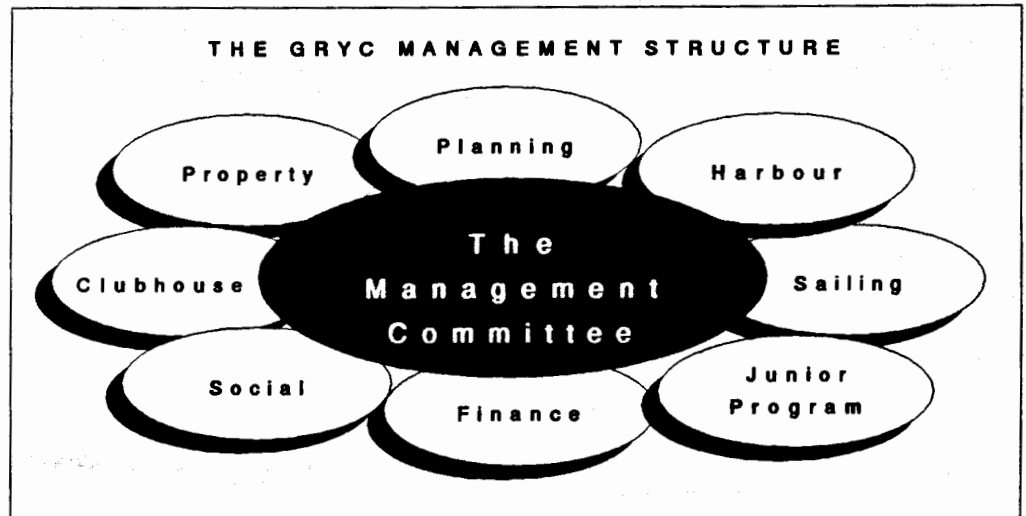 THE GRYC MANAGEMENT STRUCTURE
Planning
Property
Harbour
The
Management
Committee
Clubhouse
Sailing
Social
Junior
Program
Finance